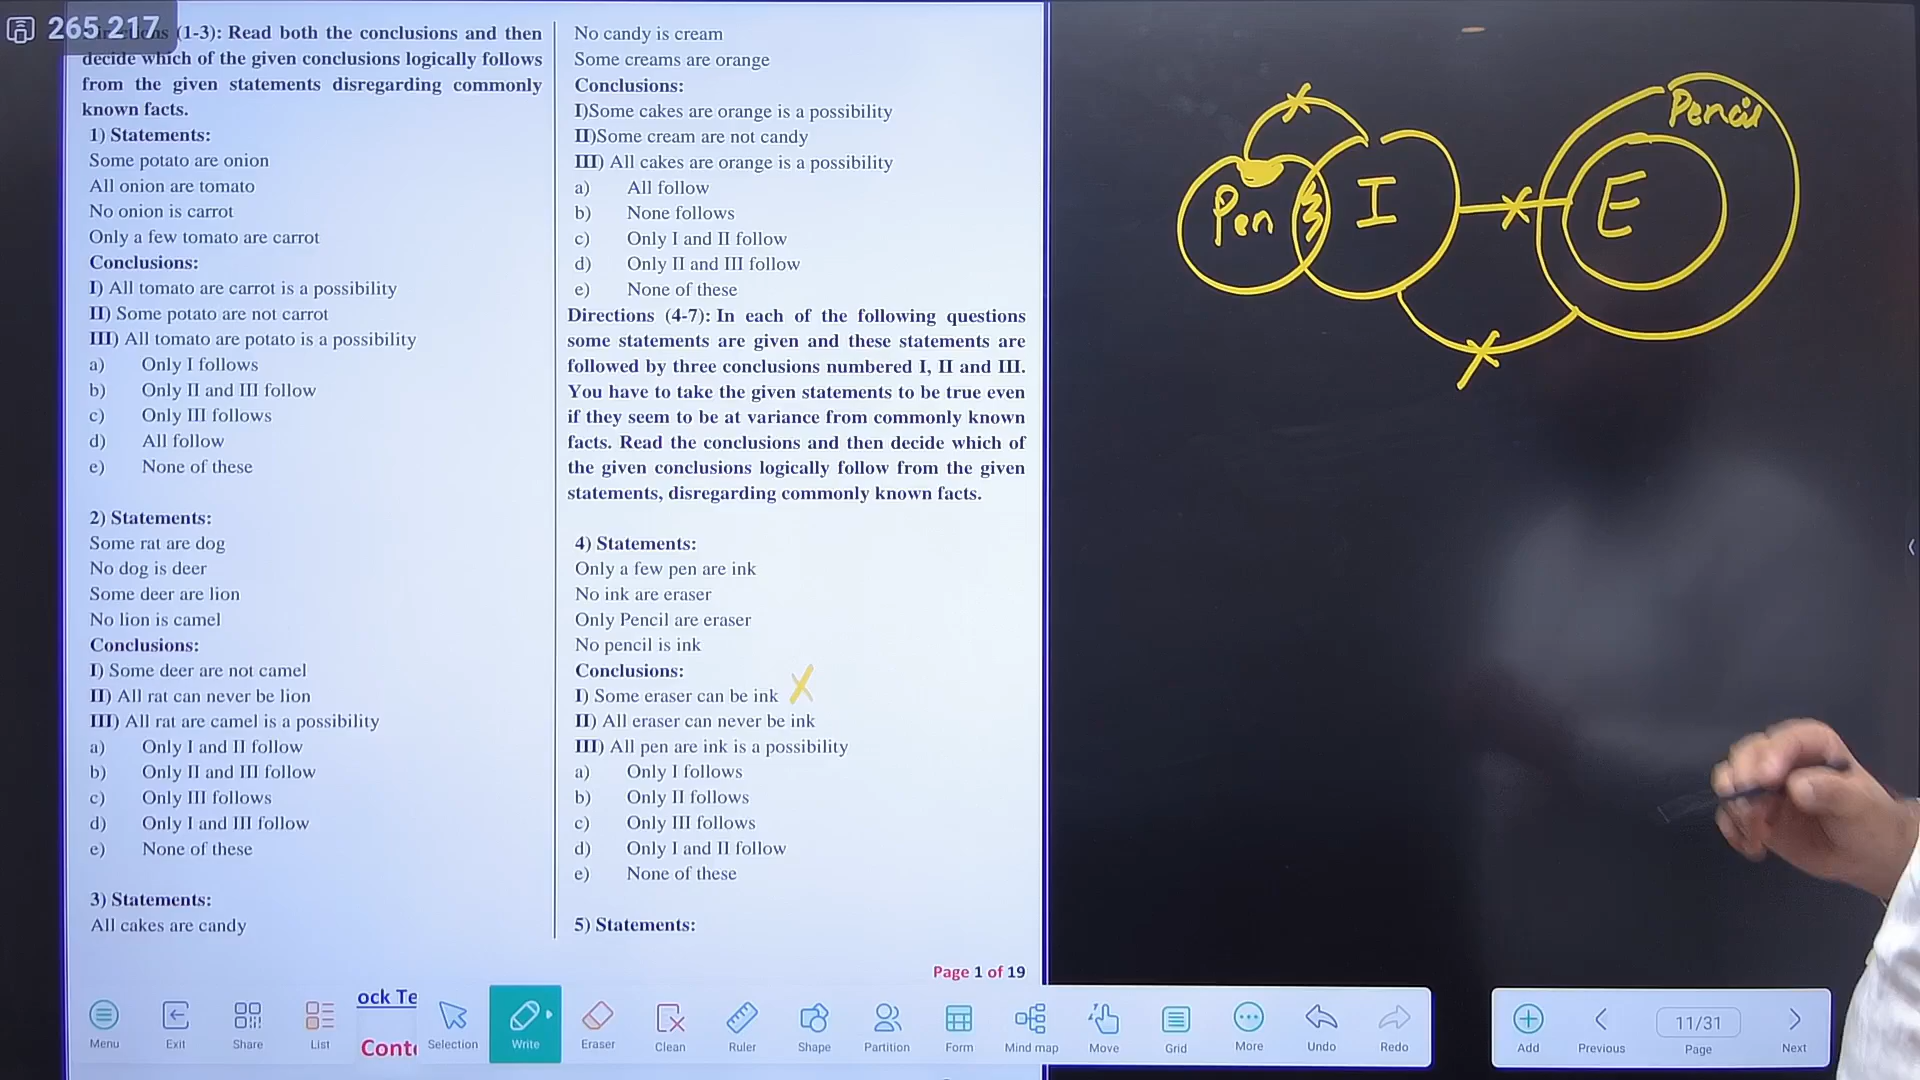 265 217
(1-3): Read both the conclusions and then
decide which of the given conclusions logically follows
from the given statements disregarding commonly
known facts.
1) Statements:
Some potato are onion
All onion are tomato
No onion is carrot
Only a few tomato are carrot
Conclusions:
I) All tomato are carrot is a possibility
II) Some potato are not carrot
III) All tomato are potato is a possibility
a) Only I follows
b) Only II and III follow
c) Only III follows
d) All follow
e) None of these
2) Statements:
Some rat are dog
No dog is deer
Some deer are lion
No lion is camel
Conclusions:
I) Some deer are not camel
II) All rat can never be lion
III) All rat are camel is a possibility
a) Only I and II follow
b) Only II and III follow
c) Only III follows
d) Only I and III follow
e) None of these
3) Statements:
All cakes are candy
No candy is cream
Some creams are orange
Conclusions:
I)Some cakes are orange is a possibility
II)Some cream are not candy
III) All cakes are orange is a possibility
a) All follow
b) None follows
c) Only I and II follow
d) Only II and III follow
e) None of these
Directions (4-7): In each of the following questions
some statements are given and these statements are
followed by three conclusions numbered I, II and III.
You have to take the given statements to be true even
if they seem to be at variance from commonly known
facts. Read the conclusions and then decide which of
the given conclusions logically follow from the given
statements, disregarding commonly known facts.
4) Statements:
Only a few pen are ink
No ink are eraser
Only Pencil are eraser
No pencil is ink
Conclusions:
I) Some eraser can be ink
II) All eraser can never be ink
III) All pen are ink is a possibility
a) Only I follows
b) Only II follows
c) Only III follows
d) Only I and II follow
e) None of these
5) Statements:
Page 1 of 19
Pen I E Pencil
ock Te
Conte
Menu Exit Share List Selection Write Eraser Clean Ruler Shape Partition Form Mind map Move Grid More Undo Redo
Add Previous 11/31 Page Next